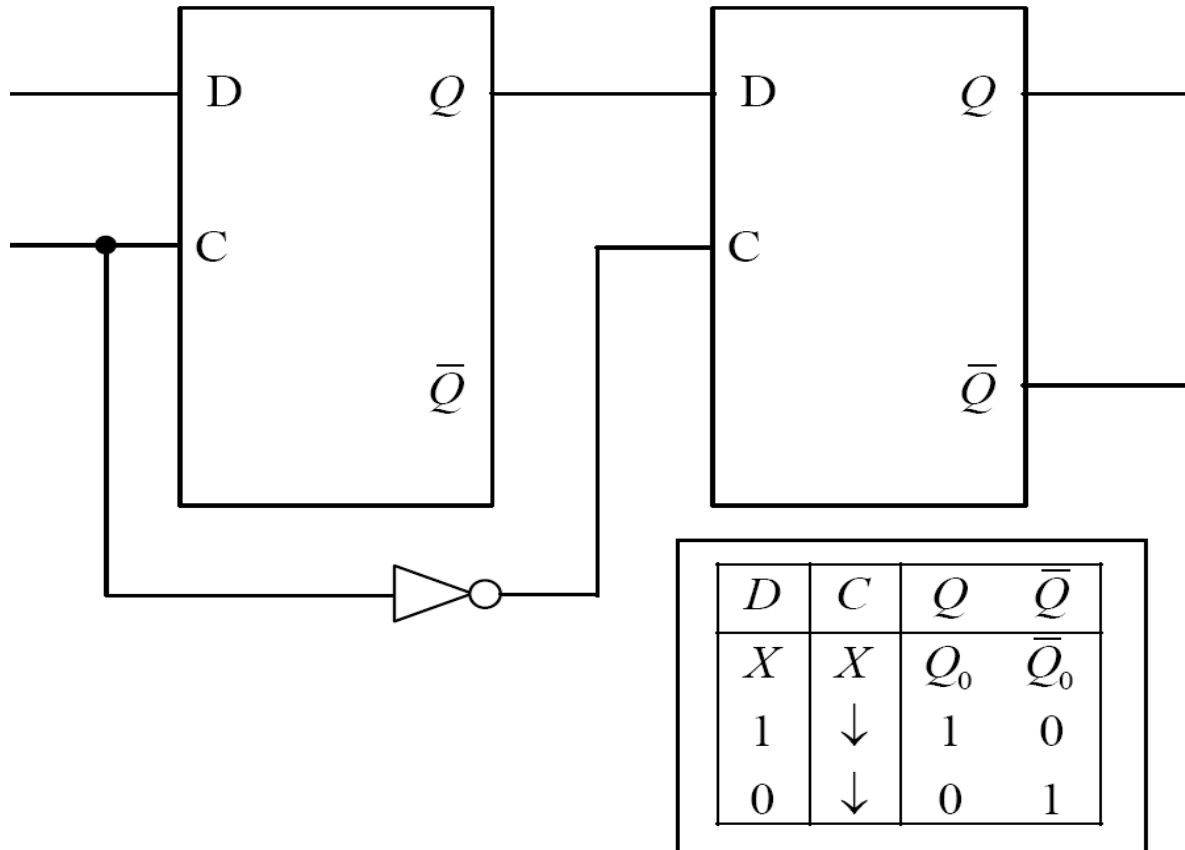 D Q D Q
C C
Q̅ Q̅
D C Q Q̅
X X Q₀ Q̅₀
1 ↓ 1 0
0 ↓ 0 1